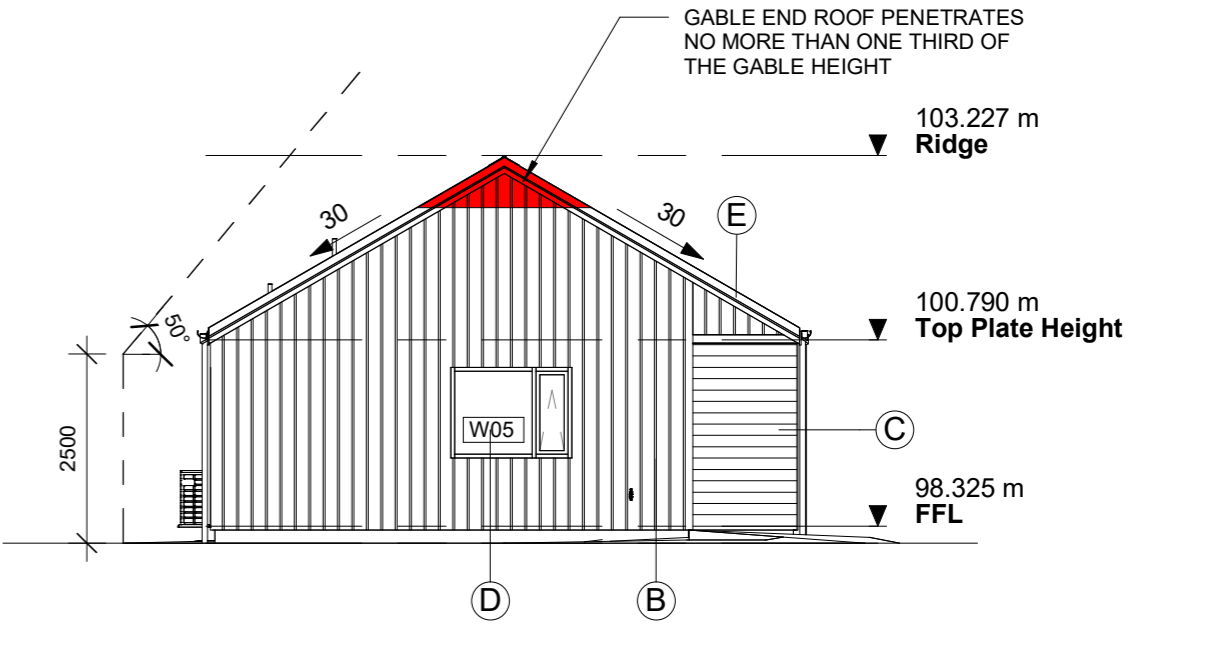 GABLE END ROOF PENETRATES
NO MORE THAN ONE THIRD OF
THE GABLE HEIGHT
103.227 m
Ridge
30
30
E
100.790 m
Top Plate Height
50°
2500
W05
C
98.325 m
FFL
D
B